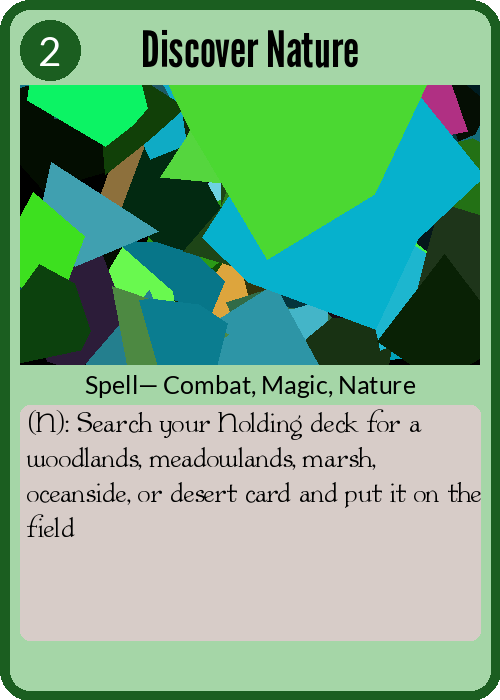 2
Discover Nature
Spell— Combat, Magic, Nature
(N): Search your Holding deck for a
woodlands, meadowlands, marsh,
oceanside, or desert card and put it on the
field